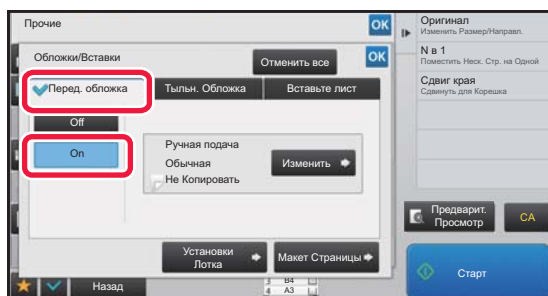 Прочие
OK
Обложки/Вставки
Отменить все
OK
Перед. обложка
Тыльн. Обложка
Вставьте лист
Off
On
Ручная подача
Обычная
Не Копировать
Изменить
Установки
Лотка
Макет Страницы
Назад
3 B4
4 A3
Оригинал
Изменить Размер/Направл.
N в 1
Поместить Неск. Стр. на Одной
Сдвиг края
Сдвинуть для Корешка
Предварит.
Просмотр
CA
Старт